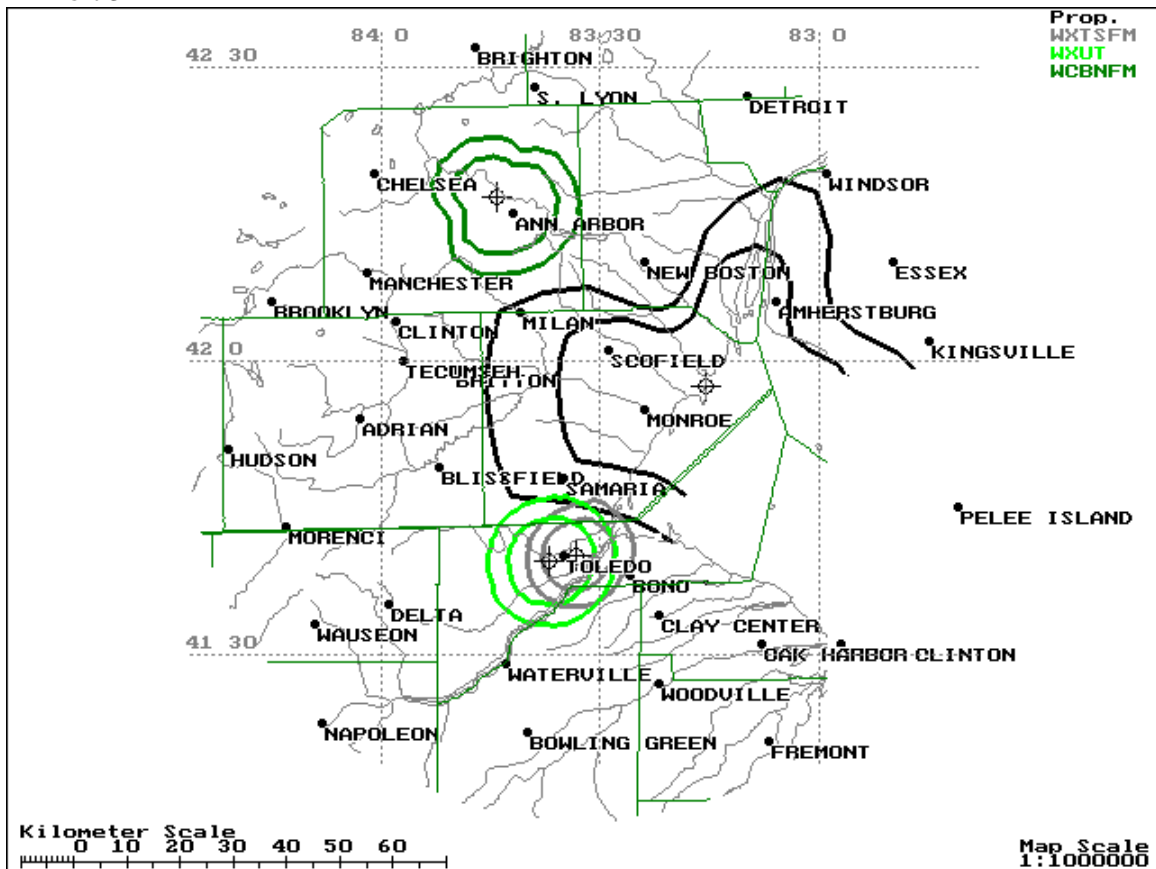 Prop.
84 0
83 30
83 0
WXTSFM
42 30
BRIGHTON
WXUT
WCBNFM
S. LYON
DETROIT
CHELSEA
WINDSOR
ANN ARBOR
NEW BOSTON
ESSEX
MANCHESTER
BROOKLYN
AMHERSTBURG
CLINTON
MILAN
42 0
SCOFIELD
KINGSVILLE
TECUMSEH
BRITTON
MONROE
ADRIAN
HUDSON
BLISSFIELD
SAMARIA
PELEE ISLAND
MORENCI
TOLEDO
BONO
DELTA
CLAY CENTER
WAUSEON
41 30
OAK HARBOR
CLINTON
WATERVILLE
WOODVILLE
NAPOLEON
BOWLING GREEN
FREMONT
Kilometer Scale
0 10 20 30 40 50 60
Map Scale
1:1000000